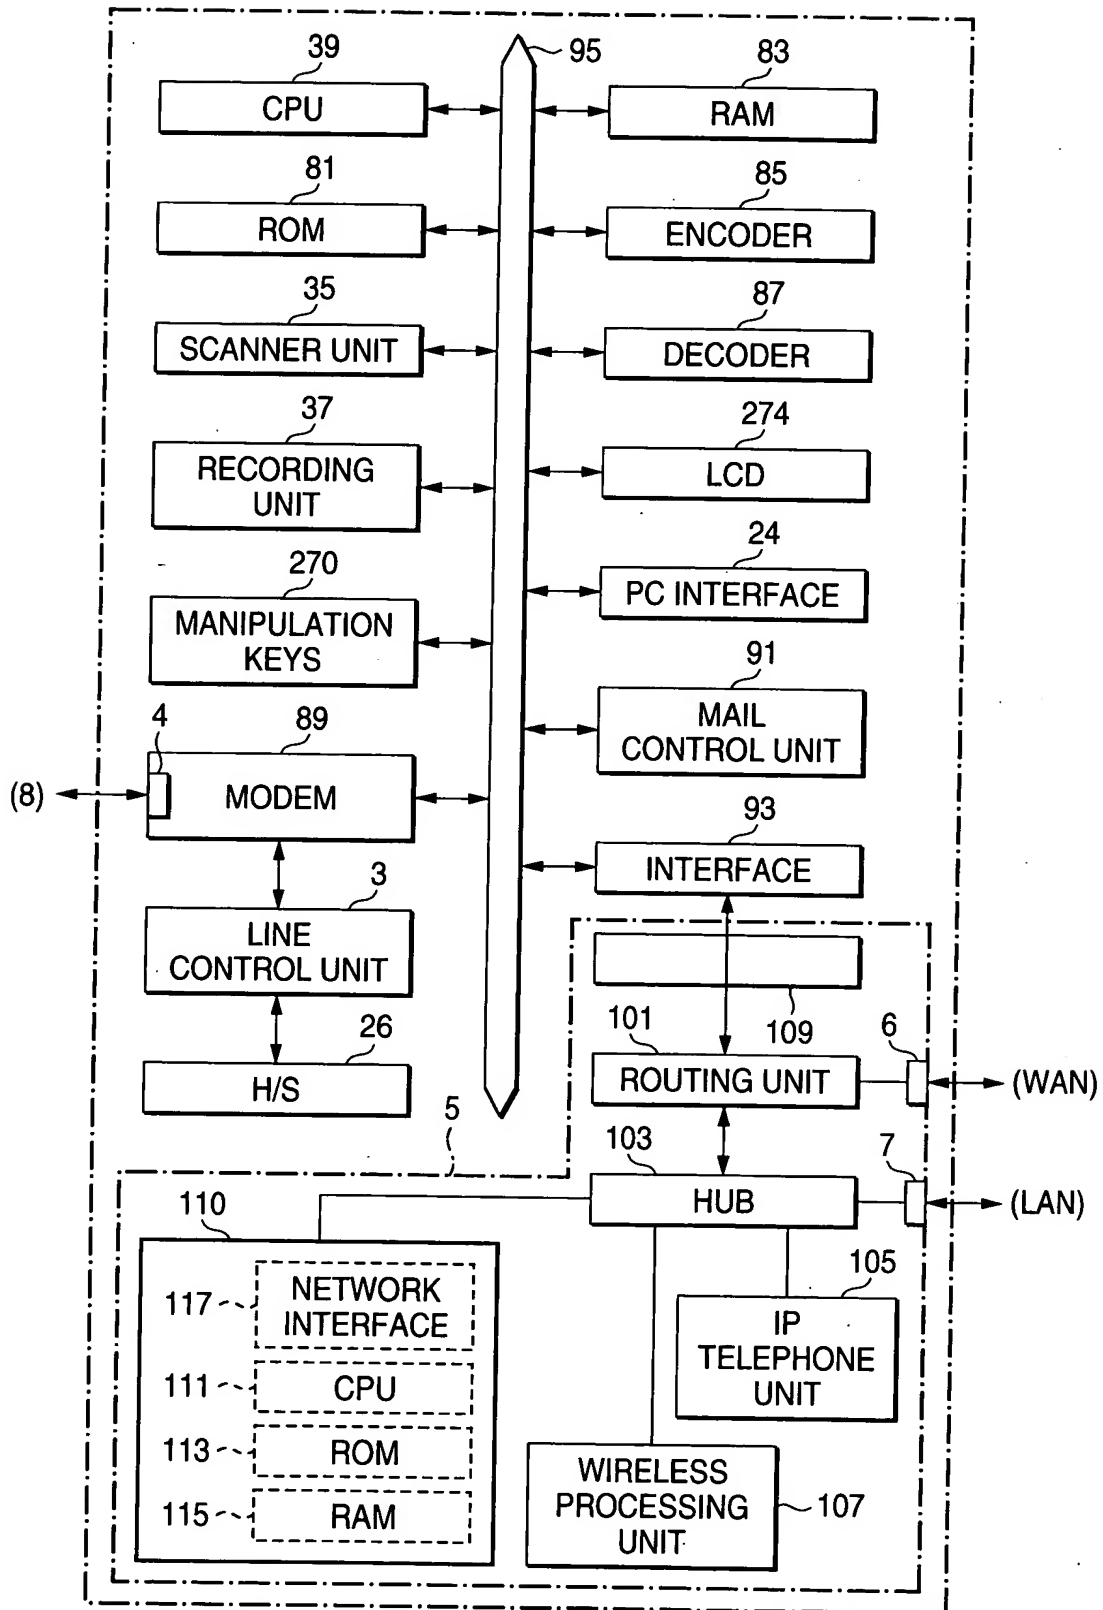 39
CPU
95
83
RAM
81
ROM
85
ENCODER
35
SCANNER UNIT
87
DECODER
37
RECORDING
UNIT
274
LCD
270
MANIPULATION
KEYS
24
PC INTERFACE
91
MAIL
CONTROL UNIT
4
89
(8)
MODEM
93
INTERFACE
3
LINE
CONTROL UNIT
109
26
H/S
101
ROUTING UNIT
6
(WAN)
5
103
HUB
7
(LAN)
110
117
NETWORK
INTERFACE
111
CPU
113
ROM
115
RAM
105
IP
TELEPHONE
UNIT
WIRELESS
PROCESSING
UNIT
107